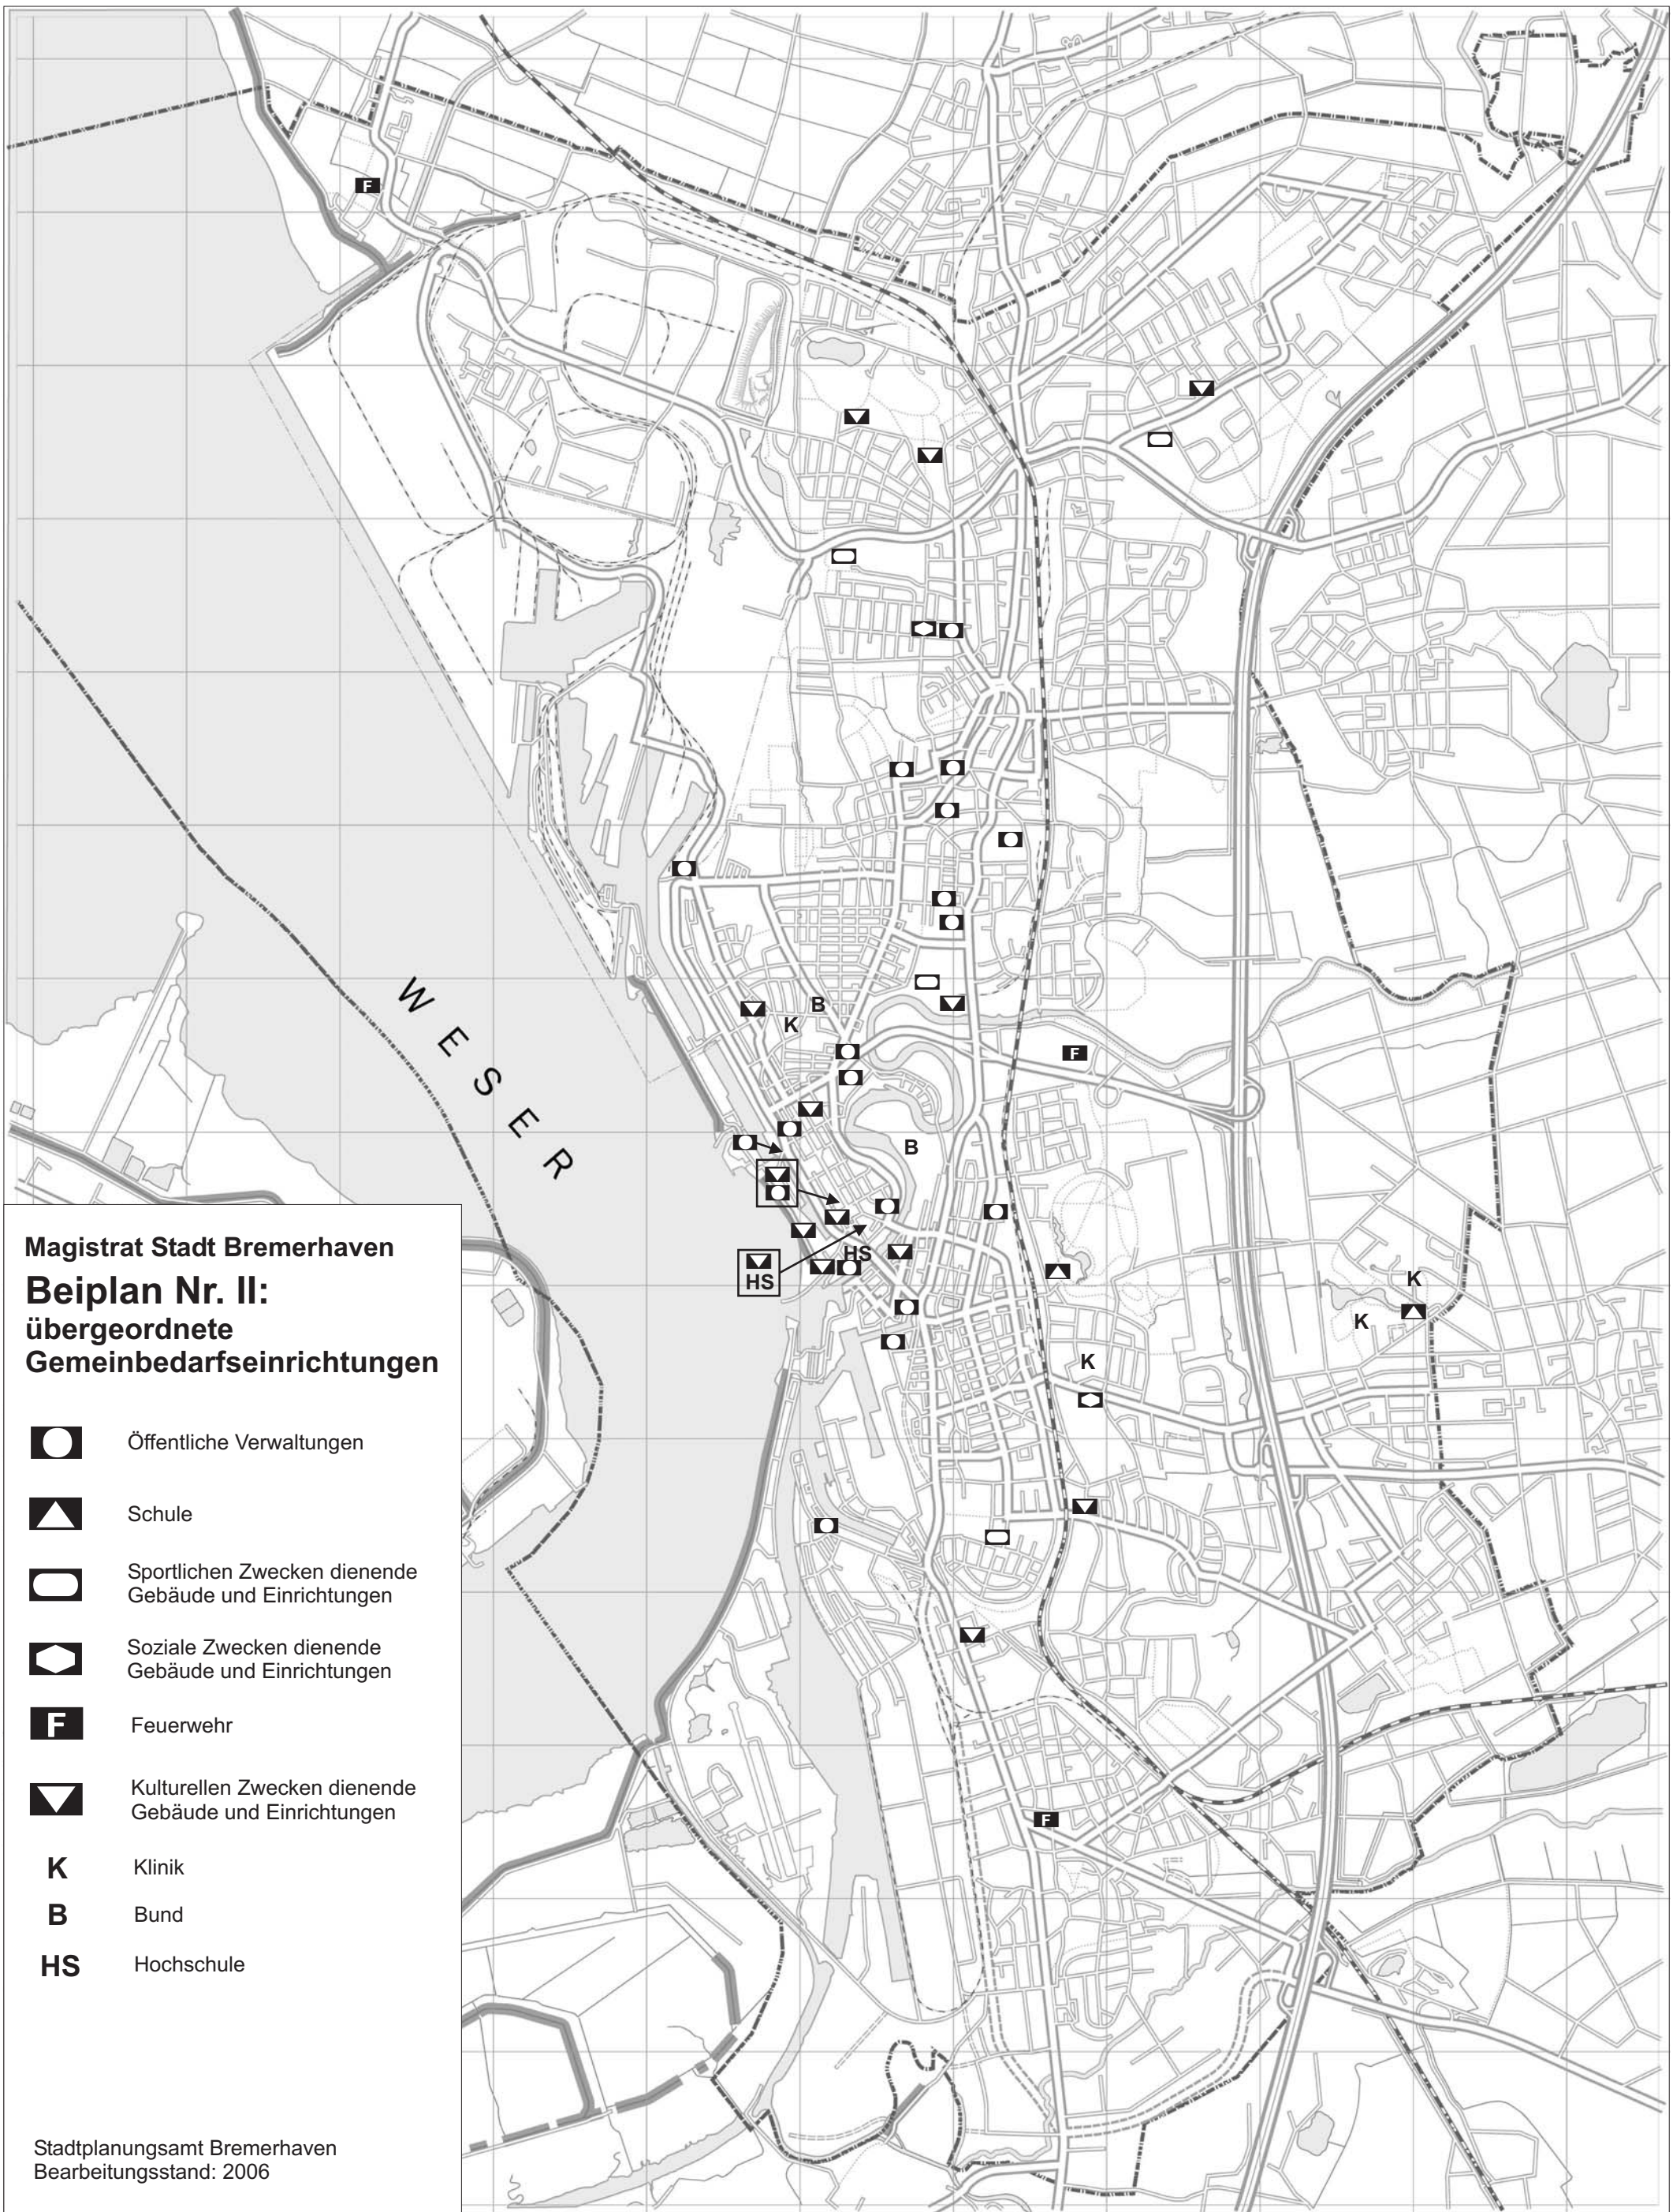 F
B
K
F
WESER
B
HS
HS
K
K
K
F
Magistrat Stadt Bremerhaven
Beiplan Nr. II:
übergeordnete
Gemeinbedarfseinrichtungen
Öffentliche Verwaltungen
Schule
Sportlichen Zwecken dienende
Gebäude und Einrichtungen
Soziale Zwecken dienende
Gebäude und Einrichtungen
F Feuerwehr
Kulturellen Zwecken dienende
Gebäude und Einrichtungen
K Klinik
B Bund
HS Hochschule
Stadtplanungsamt Bremerhaven
Bearbeitungsstand: 2006